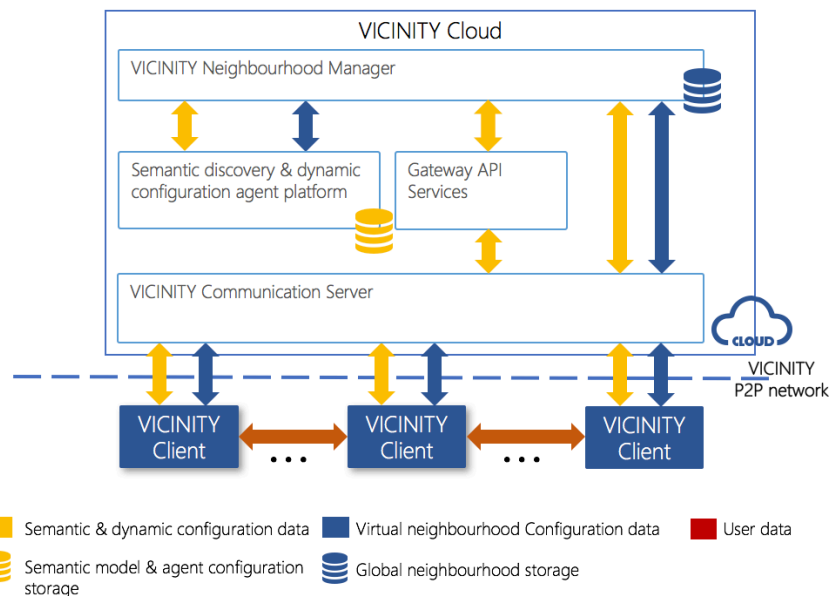 VICINITY Cloud
VICINITY Neighbourhood Manager
Semantic discovery & dynamic
configuration agent platform
Gateway API
Services
VICINITY Communication Server
CLOUD
VICINITY
P2P network
VICINITY
Client
...
VICINITY
Client
...
VICINITY
Client
Semantic & dynamic configuration data
Virtual neighbourhood Configuration data
User data
Semantic model & agent configuration
storage
Global neighbourhood storage